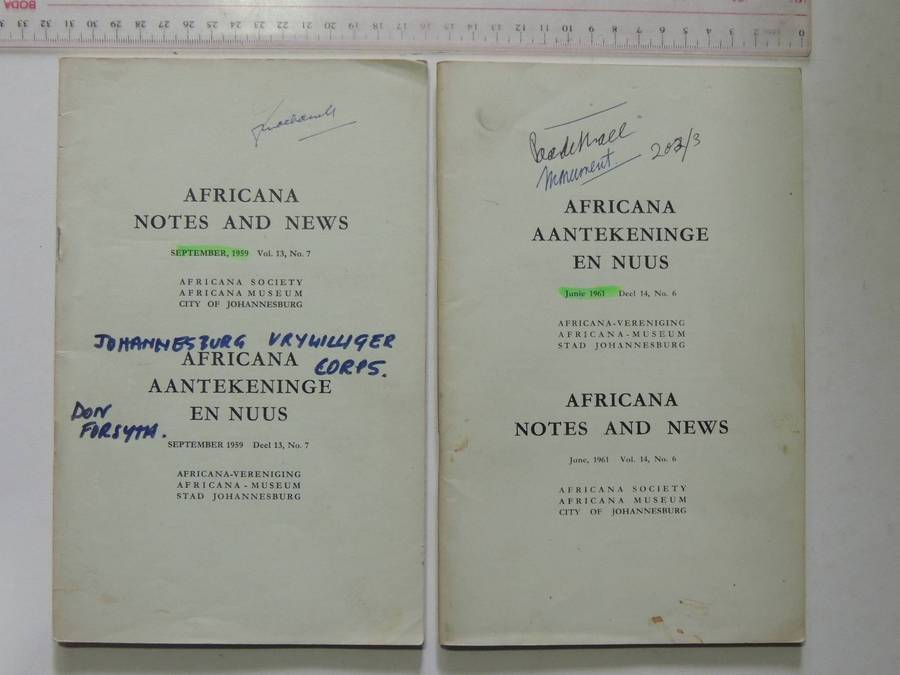 BODA
33 32 31 30 29 28 27 26 25 24 23 22 21 20 19 18 17 16 15 14 13 12 11 10 9 8 7 6 5 4 3 2 1 0
AFRICANA
NOTES AND NEWS
SEPTEMBER, 1959 Vol. 13, No. 7
AFRICANA SOCIETY
AFRICANA MUSEUM
CITY OF JOHANNESBURG
JOHANNESBURG VRYWILLIGER
CORPS.
AFRICANA
AANTEKENINGE
EN NUUS
DON
FORSYTH.
SEPTEMBER 1959 Deel 13, No. 7
AFRICANA-VERENIGING
AFRICANA-MUSEUM
STAD JOHANNESBURG
Monument. 202/3
AFRICANA
AANTEKENINGE
EN NUUS
Junie 1961 Deel 14, No. 6
AFRICANA-VERENIGING
AFRICANA-MUSEUM
STAD JOHANNESBURG
AFRICANA
NOTES AND NEWS
June, 1961 Vol. 14, No. 6
AFRICANA SOCIETY
AFRICANA MUSEUM
CITY OF JOHANNESBURG